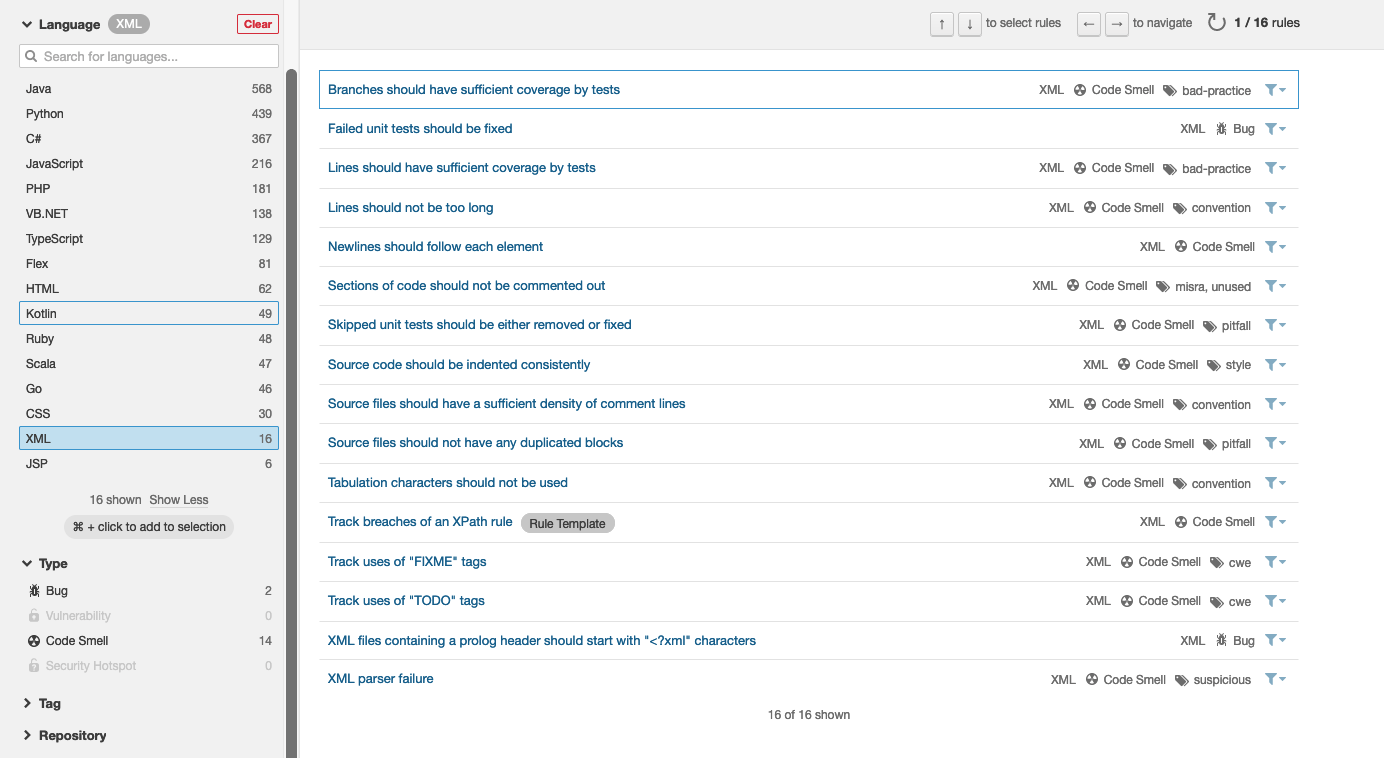 Language XML Clear
Search for languages...
Java 568
Python 439
C# 367
JavaScript 216
PHP 181
VB.NET 138
TypeScript 129
Flex 81
HTML 62
Kotlin 49
Ruby 48
Scala 47
Go 46
CSS 30
XML 16
JSP 6
16 shown Show Less
⌘ + click to add to selection
Type
Bug 2
Vulnerability 0
Code Smell 14
Security Hotspot 0
Tag
Repository
↑ ↓ to select rules ← → to navigate 1 / 16 rules
Branches should have sufficient coverage by tests XML Code Smell bad-practice
Failed unit tests should be fixed XML Bug
Lines should have sufficient coverage by tests XML Code Smell bad-practice
Lines should not be too long XML Code Smell convention
Newlines should follow each element XML Code Smell
Sections of code should not be commented out XML Code Smell misra, unused
Skipped unit tests should be either removed or fixed XML Code Smell pitfall
Source code should be indented consistently XML Code Smell style
Source files should have a sufficient density of comment lines XML Code Smell convention
Source files should not have any duplicated blocks XML Code Smell pitfall
Tabulation characters should not be used XML Code Smell convention
Track breaches of an XPath rule Rule Template XML Code Smell
Track uses of "FIXME" tags XML Code Smell cwe
Track uses of "TODO" tags XML Code Smell cwe
XML files containing a prolog header should start with "<?xml" characters XML Bug
XML parser failure XML Code Smell suspicious
16 of 16 shown